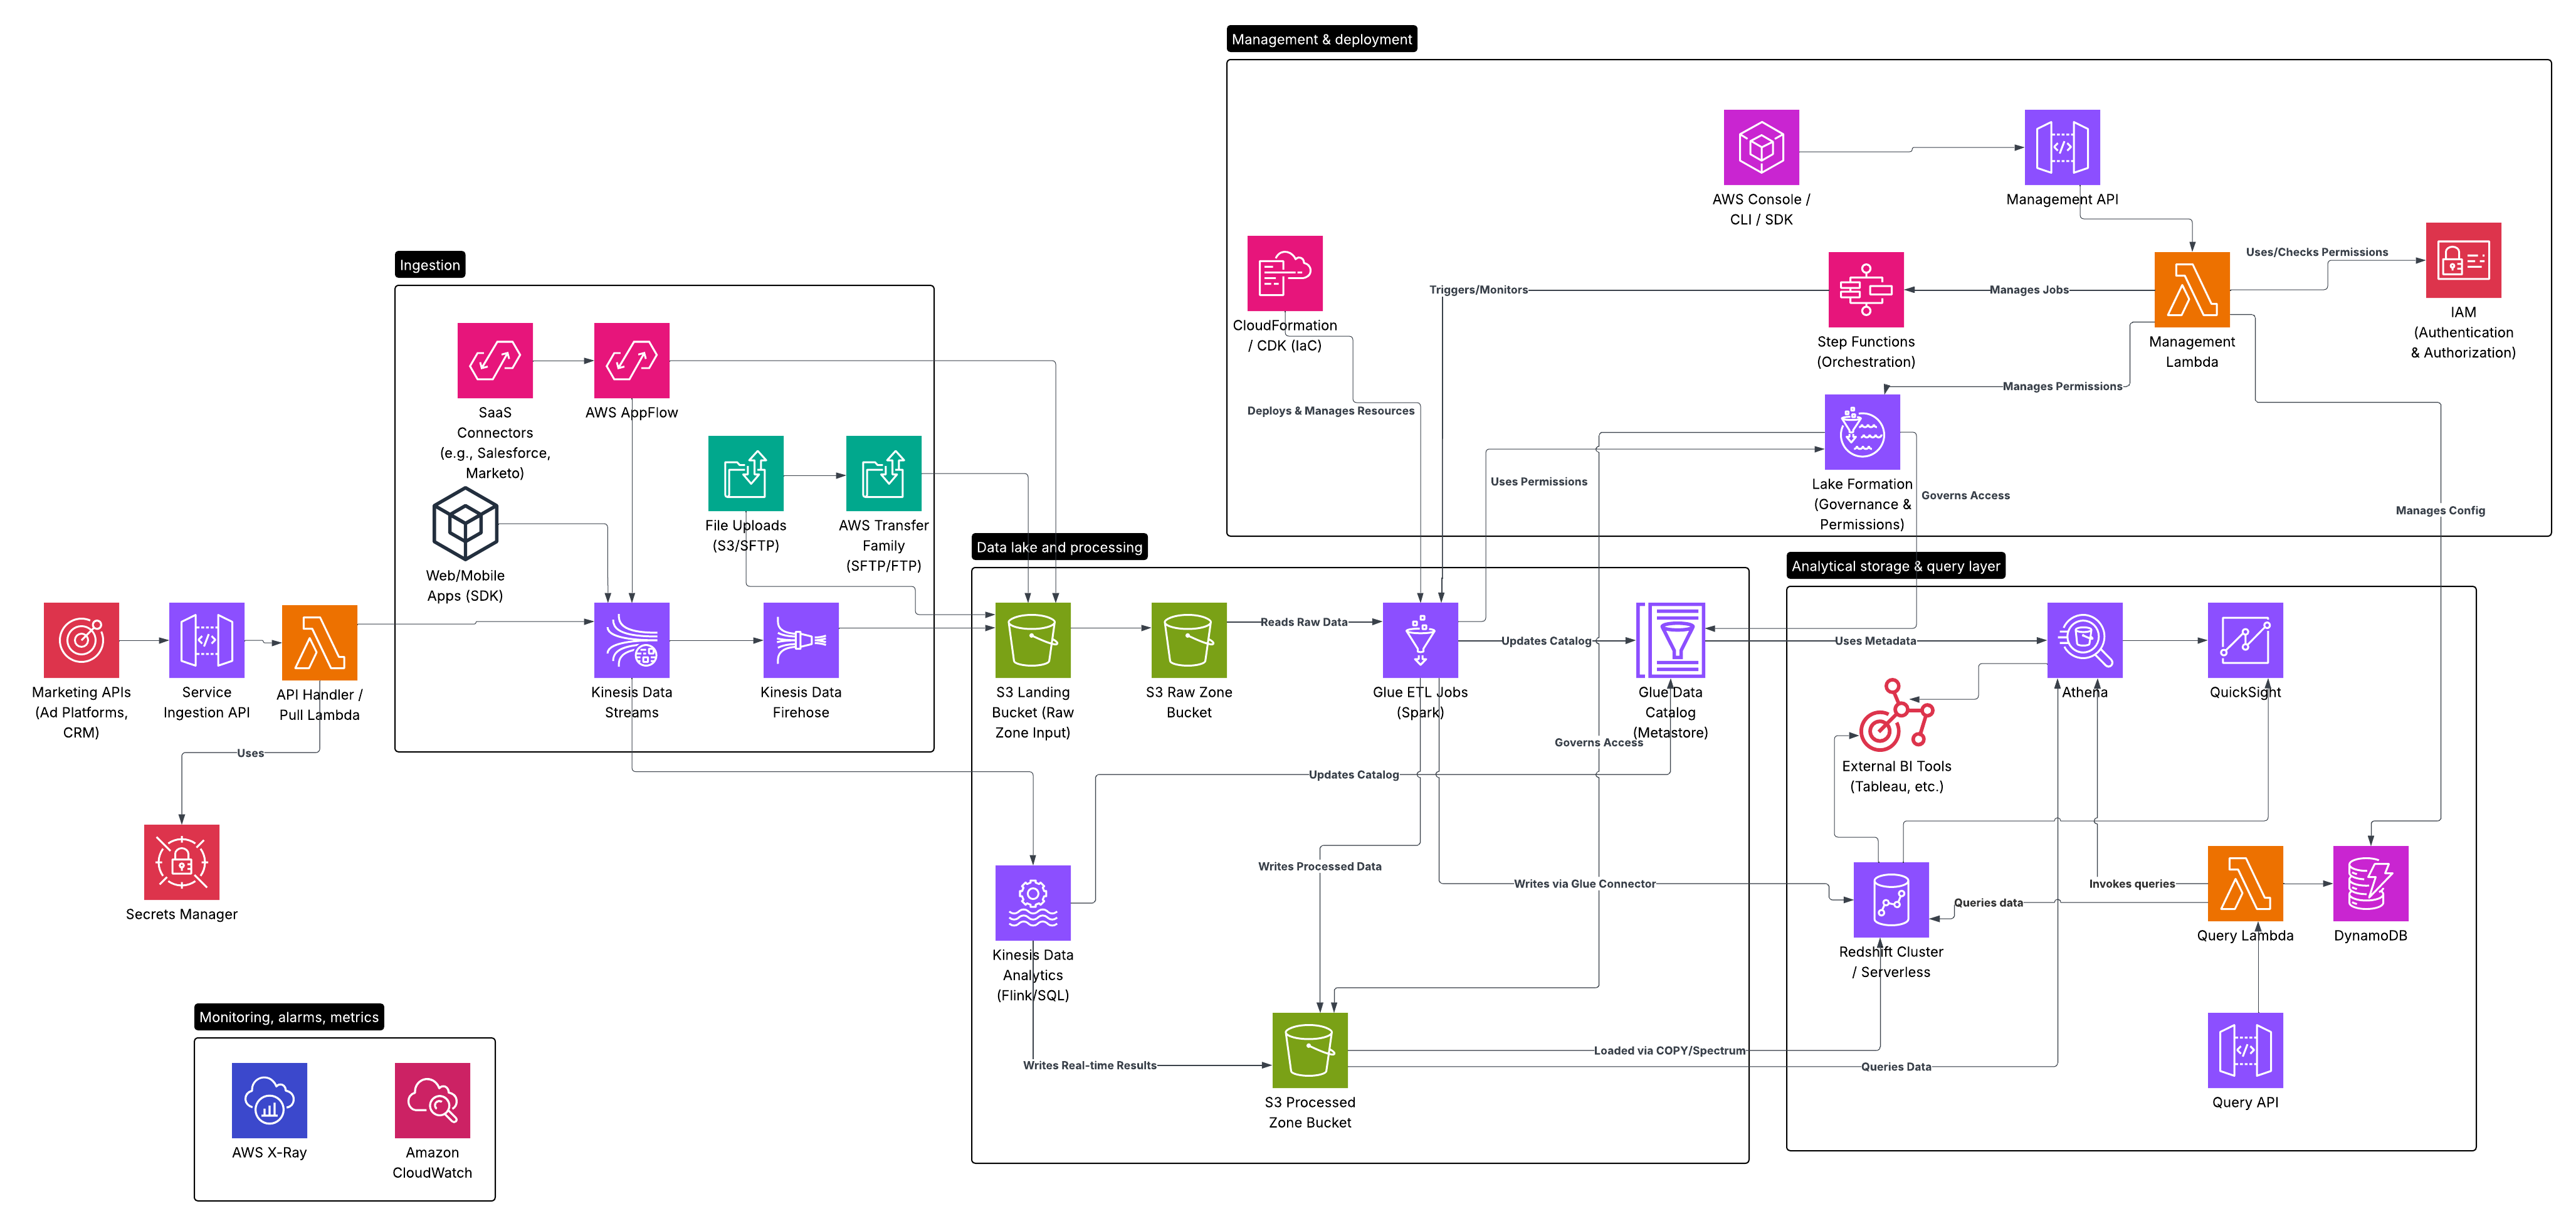 Management & deployment
AWS Console /
CLI / SDK
Management API
CloudFormation
/ CDK (IaC)
Triggers/Monitors
Step Functions
(Orchestration)
Manages Jobs
Management
Lambda
Uses/Checks Permissions
IAM
(Authentication
& Authorization)
Manages Permissions
Deploys & Manages Resources
Uses Permissions
Lake Formation
(Governance &
Permissions)
Governs Access
Manages Config
Ingestion
SaaS
Connectors
(e.g., Salesforce,
Marketo)
AWS AppFlow
File Uploads
(S3/SFTP)
AWS Transfer
Family
(SFTP/FTP)
Web/Mobile
Apps (SDK)
Marketing APIs
(Ad Platforms,
CRM)
Service
Ingestion API
API Handler /
Pull Lambda
Kinesis Data
Streams
Kinesis Data
Firehose
Uses
Secrets Manager
Data lake and processing
S3 Landing
Bucket (Raw
Zone Input)
S3 Raw Zone
Bucket
Reads Raw Data
Glue ETL Jobs
(Spark)
Updates Catalog
Glue Data
Catalog
(Metastore)
Governs Access
Updates Catalog
Writes Processed Data
Writes via Glue Connector
Kinesis Data
Analytics
(Flink/SQL)
Writes Real-time Results
S3 Processed
Zone Bucket
Loaded via COPY/Spectrum
Queries Data
Analytical storage & query layer
Uses Metadata
Athena
QuickSight
External BI Tools
(Tableau, etc.)
Invokes queries
Queries data
Redshift Cluster
/ Serverless
Query Lambda
DynamoDB
Query API
Monitoring, alarms, metrics
AWS X-Ray
Amazon
CloudWatch